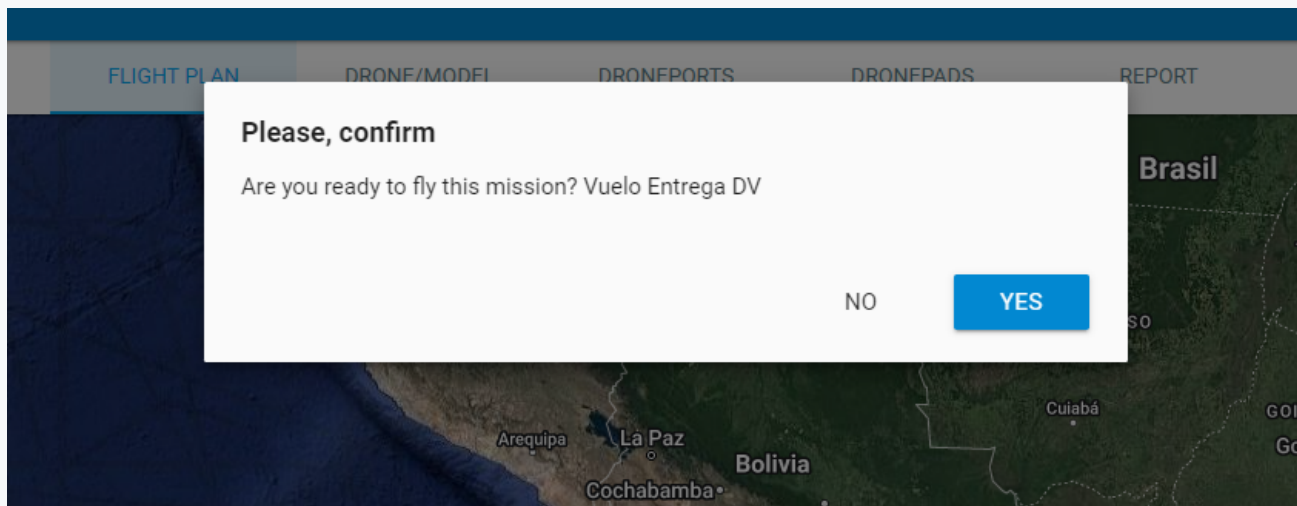 FLIGHT PLAN DRONE/MODEL DRONEPORTS DRONEPADS REPORT
Please, confirm
Are you ready to fly this mission? Vuelo Entrega DV
NO YES
Brasil
Cuiabá
Arequipa
La Paz
Bolivia
Cochabamba